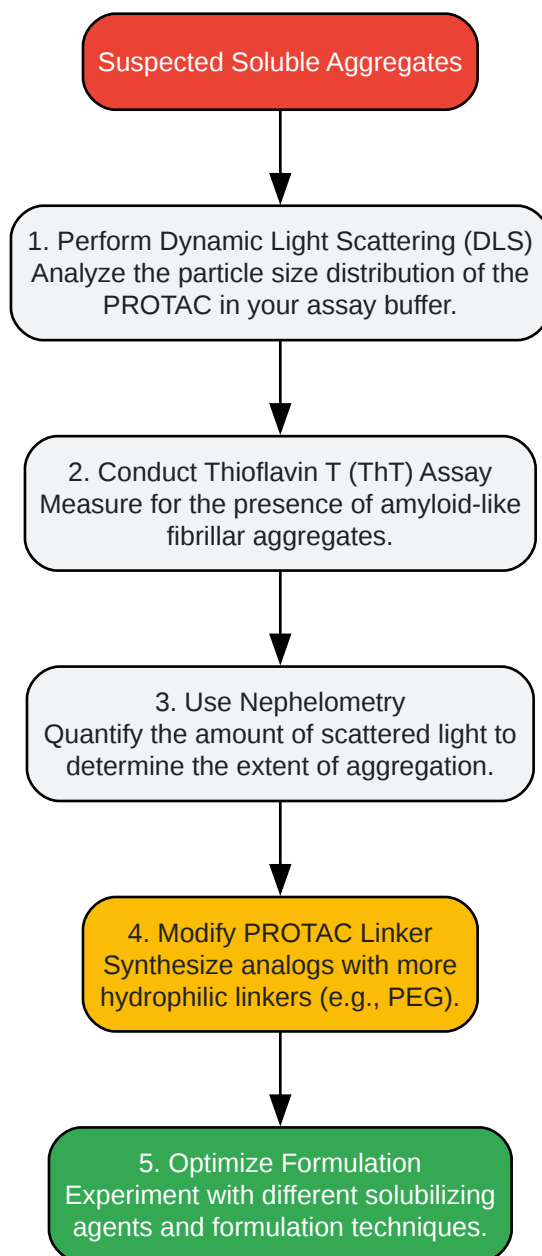 Suspected Soluble Aggregates
1. Perform Dynamic Light Scattering (DLS)
Analyze the particle size distribution of the
PROTAC in your assay buffer.
2. Conduct Thioflavin T (ThT) Assay
Measure for the presence of amyloid-like
fibrillar aggregates.
3. Use Nephelometry
Quantify the amount of scattered light to
determine the extent of aggregation.
4. Modify PROTAC Linker
Synthesize analogs with more
hydrophilic linkers (e.g., PEG).
5. Optimize Formulation
Experiment with different solubilizing
agents and formulation techniques.